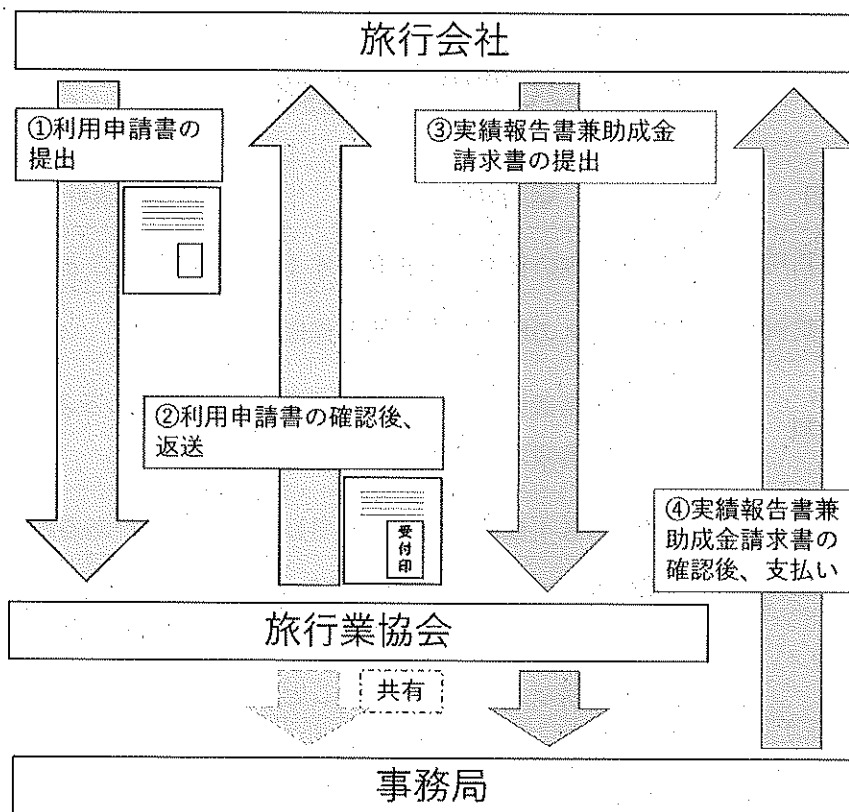 旅行会社
①利用申請書の
提出
③実績報告書兼助成金
請求書の提出
②利用申請書の確認後、
返送
受
付
印
④実績報告書兼
助成金請求書の
確認後、支払い
旅行業協会
共有
事務局